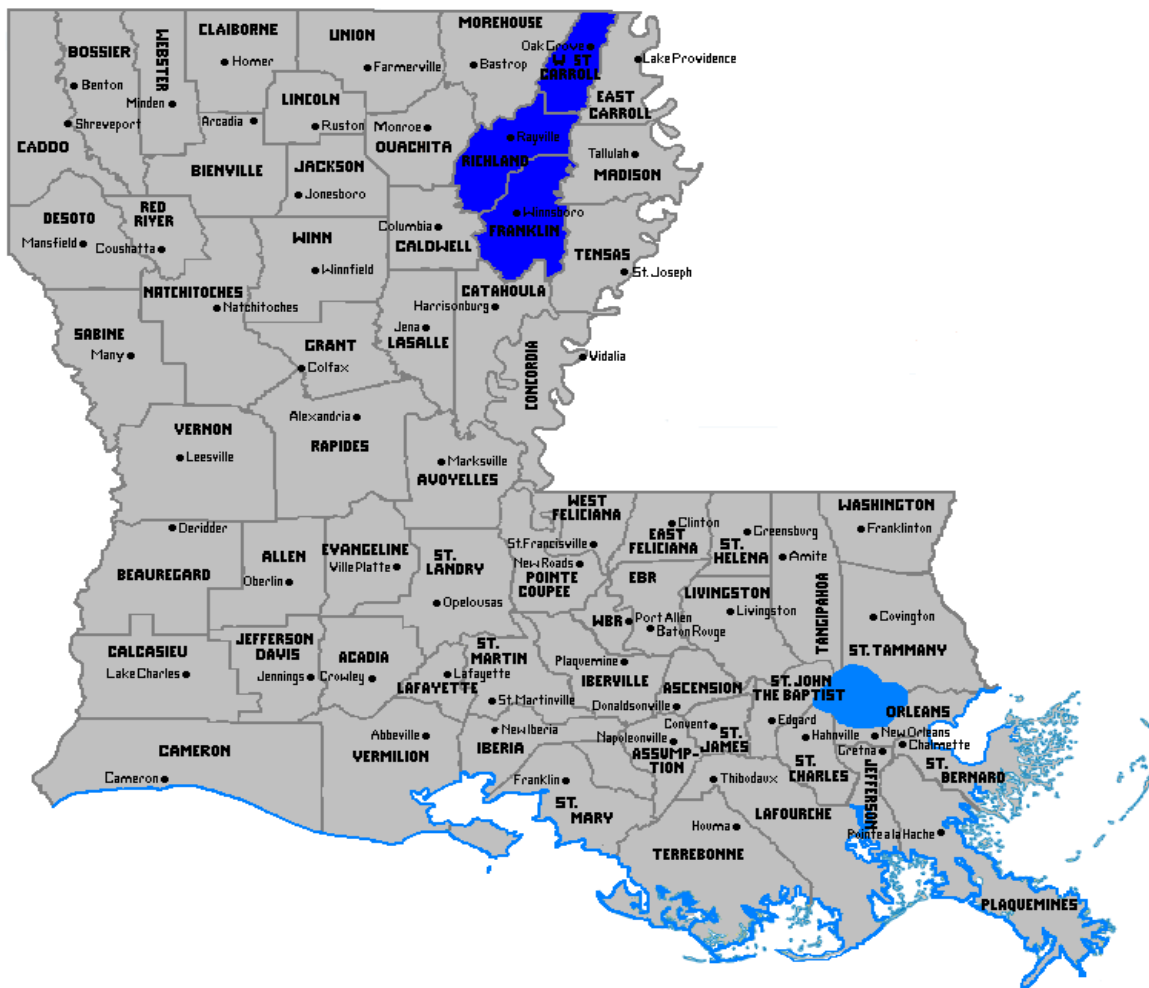 MOREHOUSE
CLAIBORNE
UNION
BOSSIER
WEBSTER
Oak Grove
Homer
Farmerville
Bastrop
W ST
CARROLL
Lake Providence
Benton
LINCOLN
EAST
CARROLL
Minden
Shreveport
Arcadia
Ruston
Monroe
OUACHITA
Rayville
CADDO
BIENVILLE
JACKSON
RICHLAND
Tallulah
MADISON
Jonesboro
RED
RIVER
DESOTO
Mansfield
Coushatta
WINN
Columbia
CALDWELL
Winnsboro
FRANKLIN
TENSAS
Winnfield
St. Joseph
NATCHITOCHES
Natchitoches
CATAHOULA
Harrisonburg
SABINE
Many
GRANT
Colfax
Jena
LASALLE
CONCORDIA
Vidalia
VERNON
Leesville
Alexandria
RAPIDES
Marksville
AVOYELLES
WEST
FELICIANA
WASHINGTON
Deridder
Clinton
EAST
FELICIANA
Greensburg
ST.
HELENA
Franklinton
BEAUREGARD
ALLEN
Oberlin
EVANGELINE
Ville Platte
ST.
LANDRY
St. Francisville
New Roads
POINTE
COUPEE
Amite
TANGIPAHOA
EBR
LIVINGSTON
Opelousas
WBR
Port Allen
Baton Rouge
Livingston
Covington
ST. TAMMANY
CALCASIEU
Lake Charles
JEFFERSON
DAVIS
Jennings
ACADIA
Crowley
LAFAYETTE
Lafayette
ST.
MARTIN
St. Martinville
Plaquemine
IBERVILLE
ASCENSION
Donaldsonville
ST. JOHN
THE BAPTIST
ORLEANS
CAMERON
Cameron
Abbeville
VERMILION
New Iberia
IBERIA
Napoleonville
ASSUMP-
TION
Convent
ST.
JAMES
Edgard
Hahnville
New Orleans
Chalmette
Gretna
ST.
CHARLES
JEFFERSON
ST.
BERNARD
Franklin
ST.
MARY
Thibodaux
LAFOURCHE
Houma
TERREBONNE
Pointe a la Hache
PLAQUEMINES